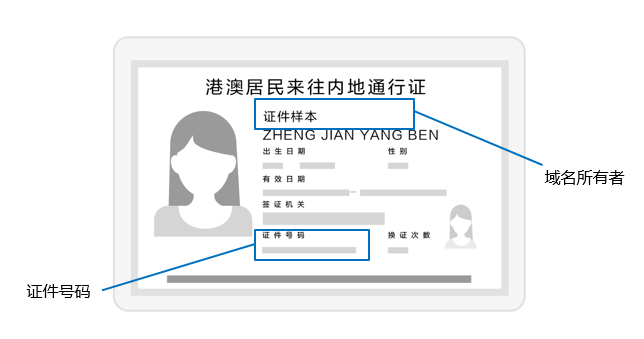 港澳居民来往内地通行证
证件样本
ZHENG JIAN YANG BEN
出生日期 性别
有效日期
签证机关
证件号码 换证次数
域名所有者
证件号码